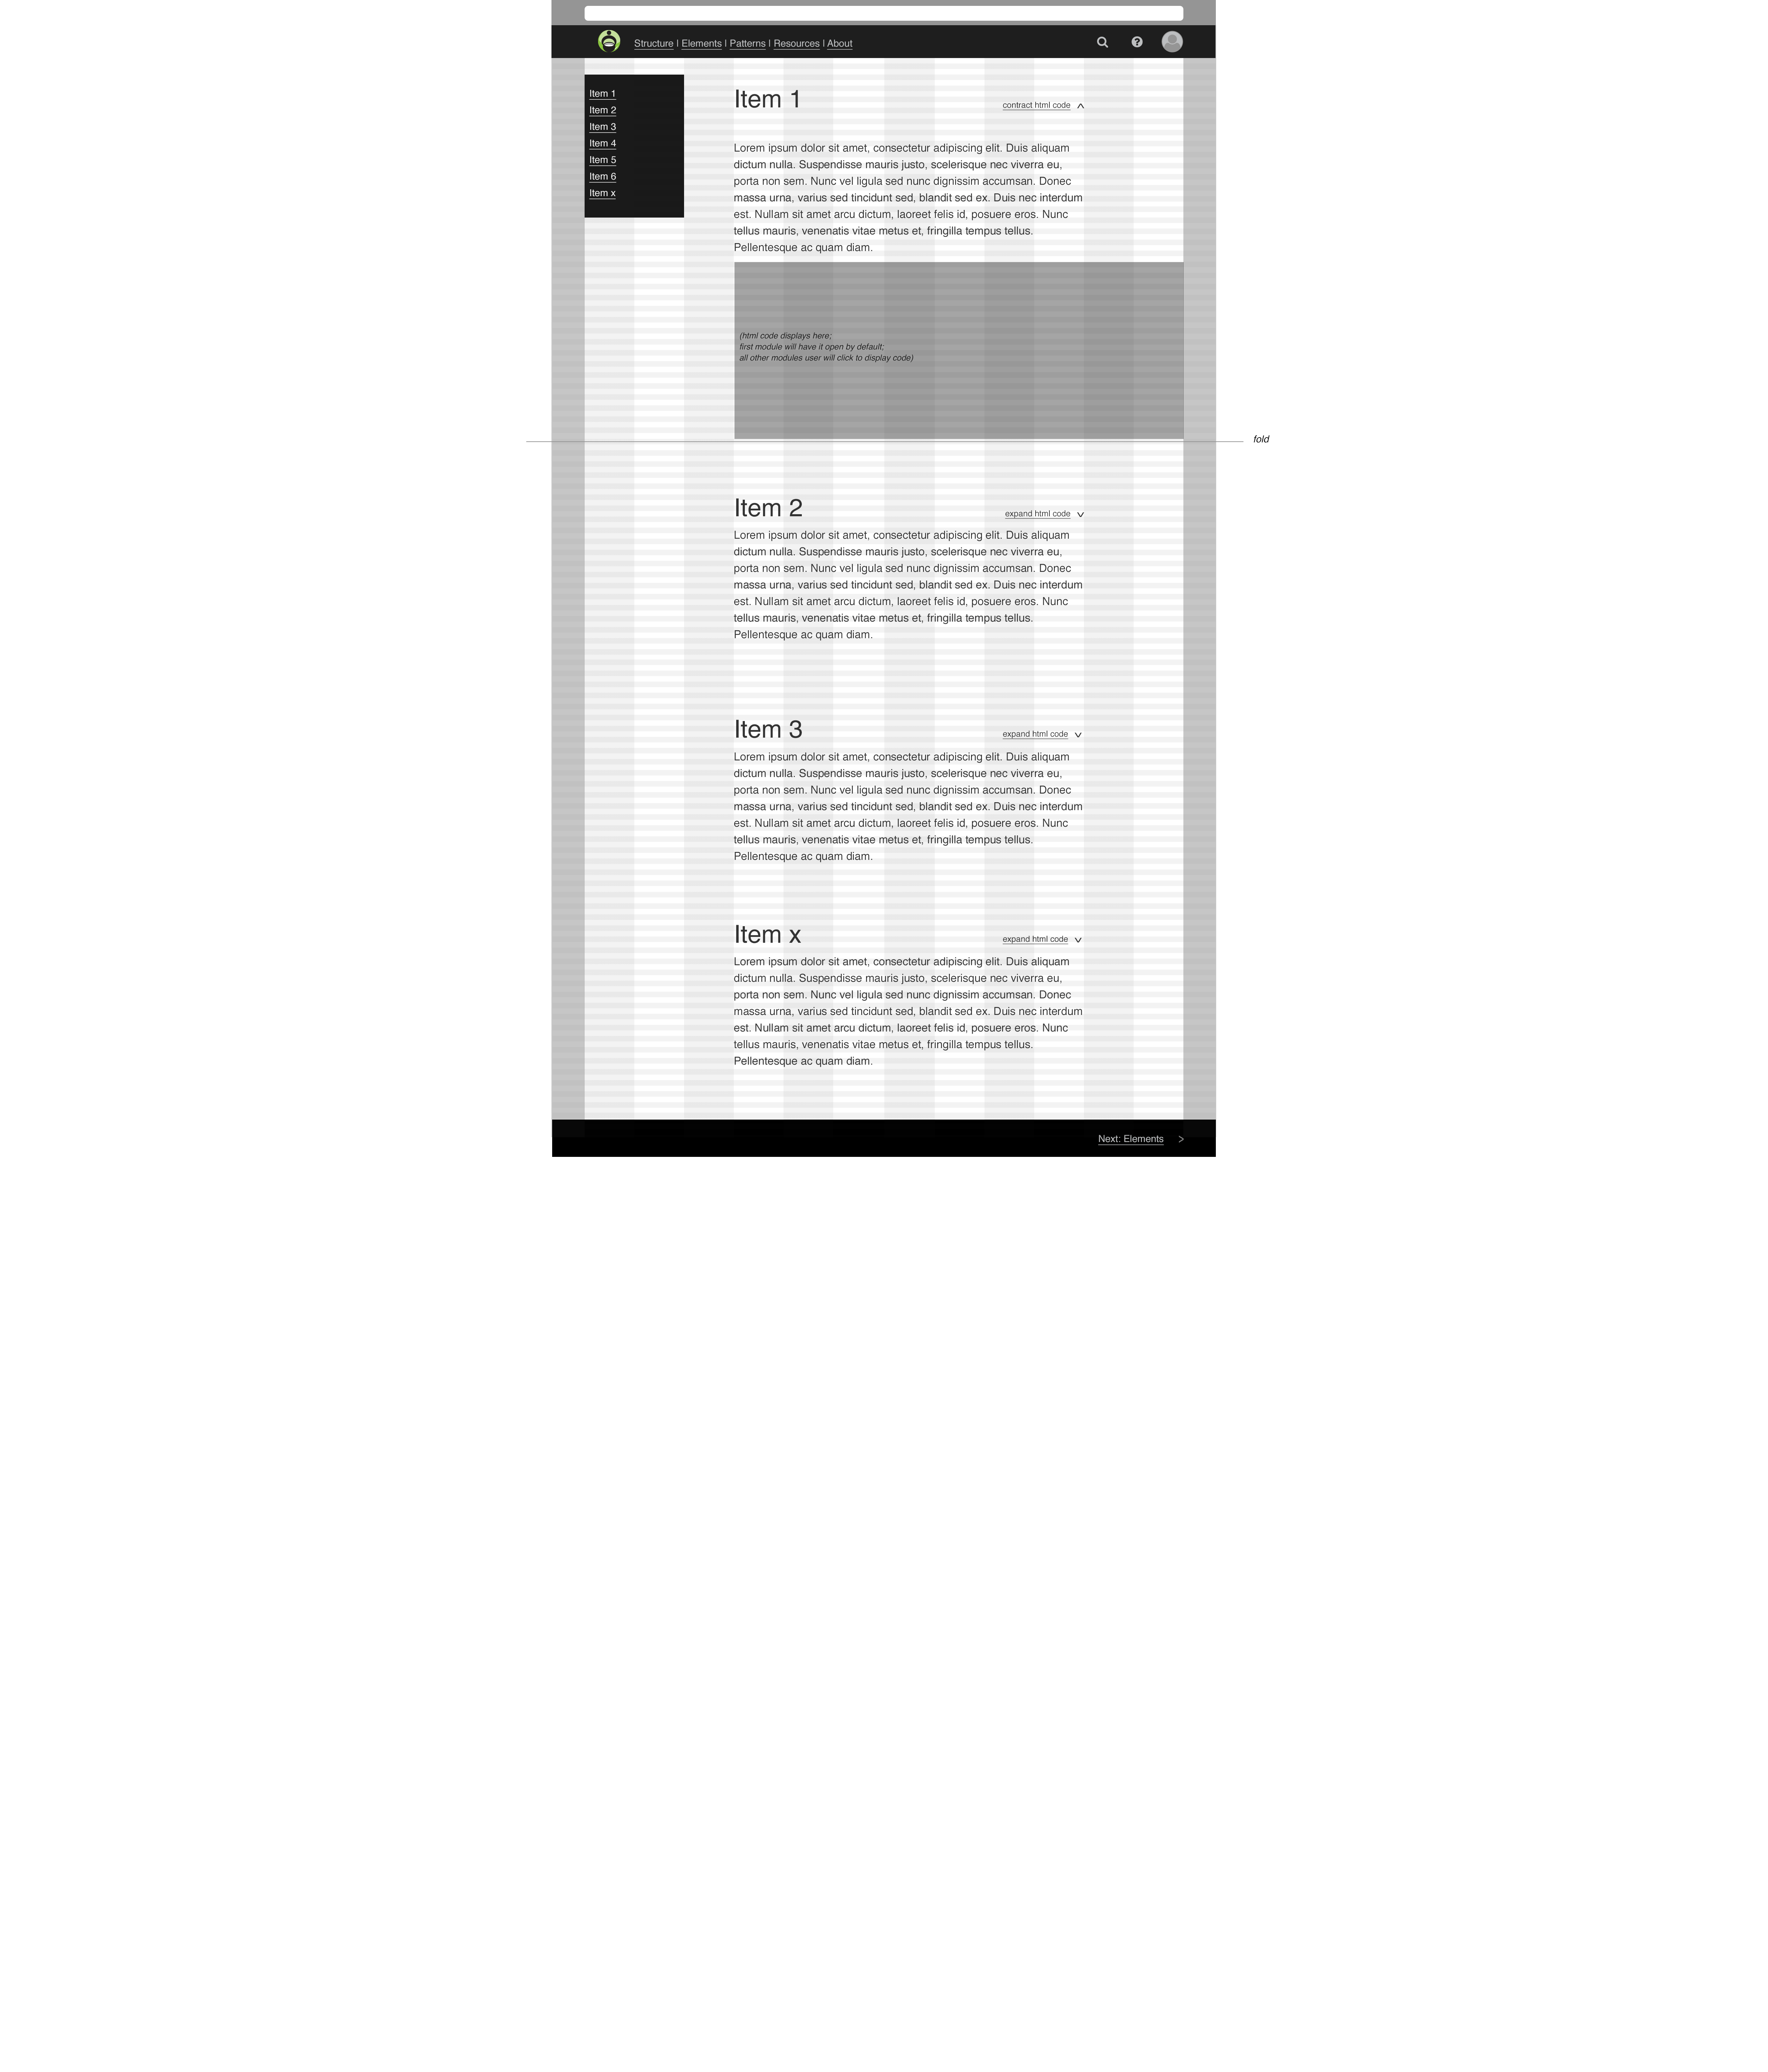 Structure | Elements | Patterns | Resources | About
Item 1
Item 2
Item 3
Item 4
Item 5
Item 6
Item x
Item 1
contract html code
Lorem ipsum dolor sit amet, consectetur adipiscing elit. Duis aliquam
dictum nulla. Suspendisse mauris justo, scelerisque nec viverra eu,
porta non sem. Nunc vel ligula sed nunc dignissim accumsan. Donec
massa urna, varius sed tincidunt sed, blandit sed ex. Duis nec interdum
est. Nullam sit amet arcu dictum, laoreet felis id, posuere eros. Nunc
tellus mauris, venenatis vitae metus et, fringilla tempus tellus.
Pellentesque ac quam diam.
(html code displays here;
first module will have it open by default;
all other modules user will click to display code)
fold
Item 2
expand html code
Lorem ipsum dolor sit amet, consectetur adipiscing elit. Duis aliquam
dictum nulla. Suspendisse mauris justo, scelerisque nec viverra eu,
porta non sem. Nunc vel ligula sed nunc dignissim accumsan. Donec
massa urna, varius sed tincidunt sed, blandit sed ex. Duis nec interdum
est. Nullam sit amet arcu dictum, laoreet felis id, posuere eros. Nunc
tellus mauris, venenatis vitae metus et, fringilla tempus tellus.
Pellentesque ac quam diam.
Item 3
expand html code
Lorem ipsum dolor sit amet, consectetur adipiscing elit. Duis aliquam
dictum nulla. Suspendisse mauris justo, scelerisque nec viverra eu,
porta non sem. Nunc vel ligula sed nunc dignissim accumsan. Donec
massa urna, varius sed tincidunt sed, blandit sed ex. Duis nec interdum
est. Nullam sit amet arcu dictum, laoreet felis id, posuere eros. Nunc
tellus mauris, venenatis vitae metus et, fringilla tempus tellus.
Pellentesque ac quam diam.
Item x
expand html code
Lorem ipsum dolor sit amet, consectetur adipiscing elit. Duis aliquam
dictum nulla. Suspendisse mauris justo, scelerisque nec viverra eu,
porta non sem. Nunc vel ligula sed nunc dignissim accumsan. Donec
massa urna, varius sed tincidunt sed, blandit sed ex. Duis nec interdum
est. Nullam sit amet arcu dictum, laoreet felis id, posuere eros. Nunc
tellus mauris, venenatis vitae metus et, fringilla tempus tellus.
Pellentesque ac quam diam.
Next: Elements >